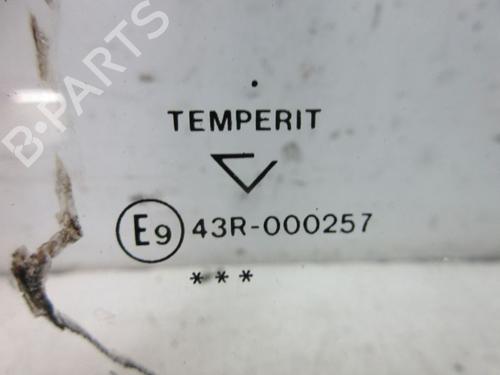 B-PARTS
TEMPERIT
E9 43R-000257
***